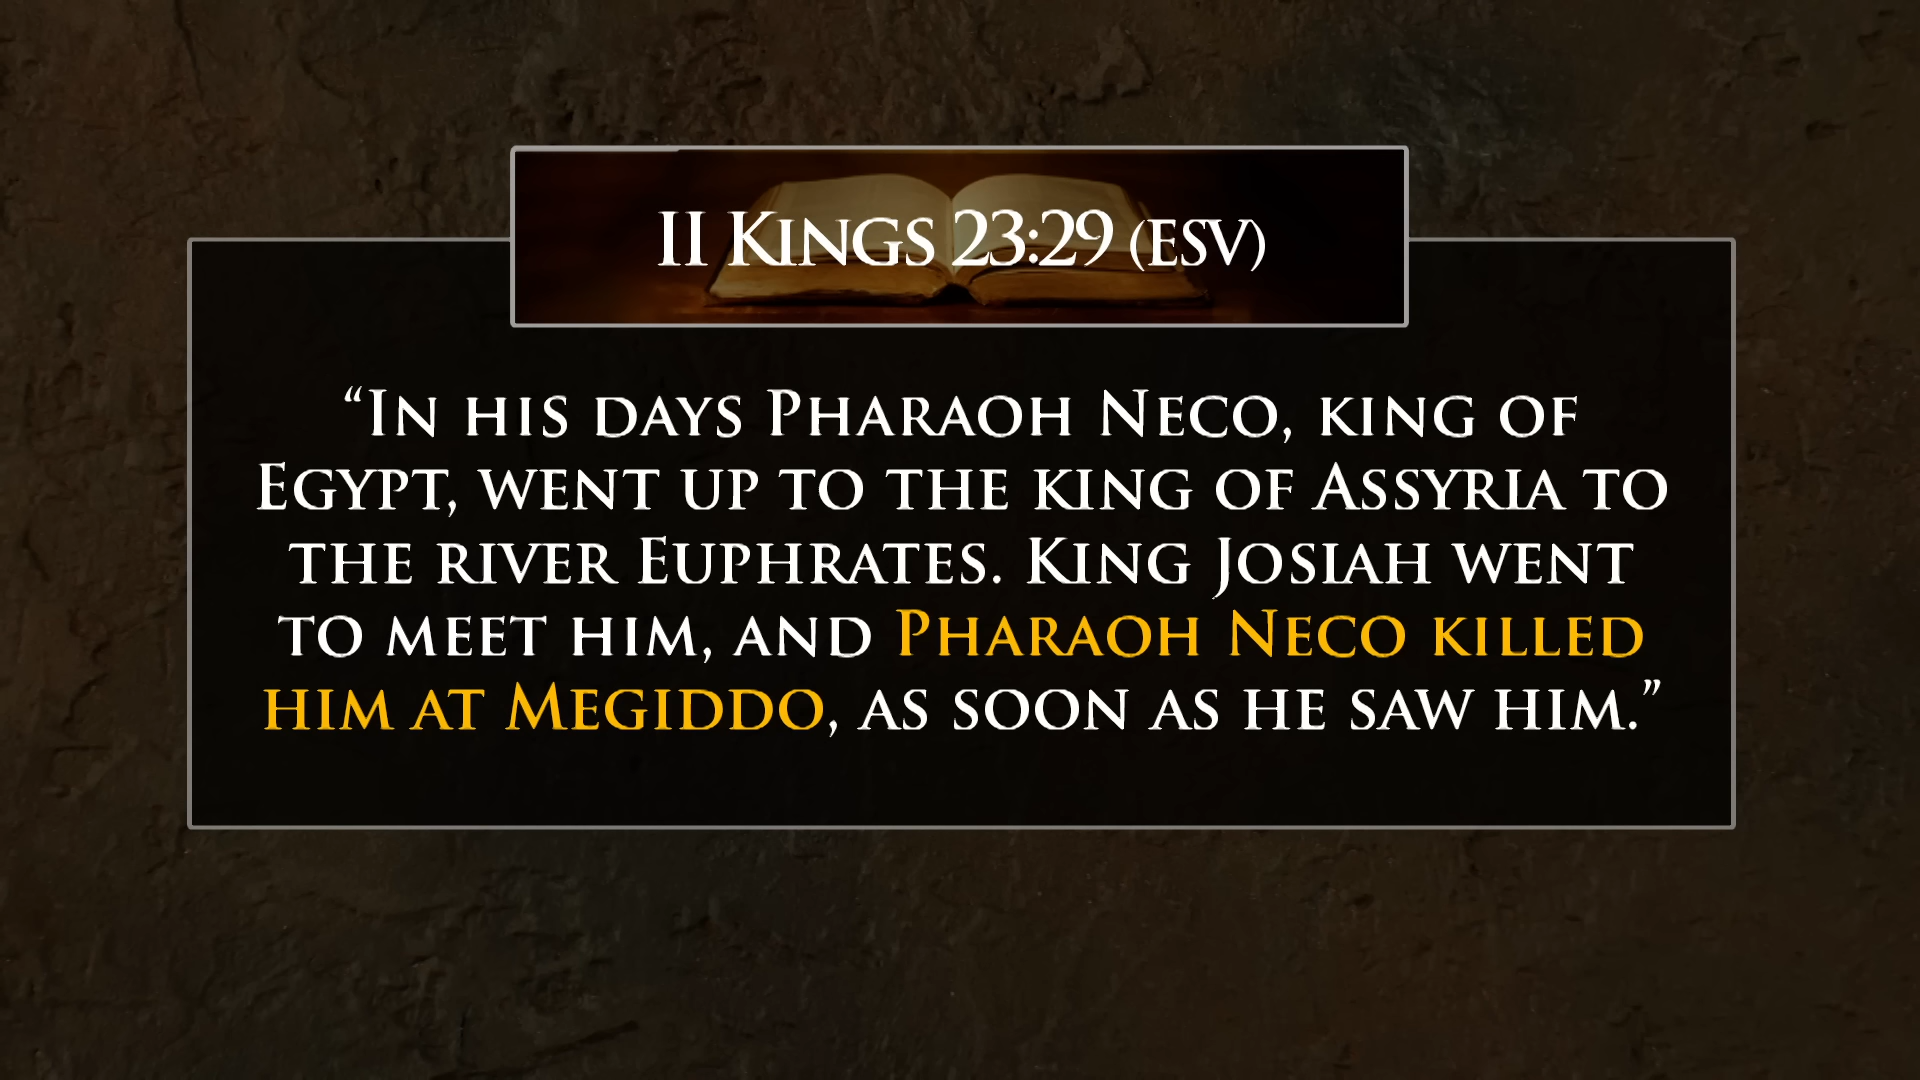 II Kings 23:29 (ESV)
“In his days Pharaoh Neco, king of
Egypt, went up to the king of Assyria to
the river Euphrates. King Josiah went
to meet him, and Pharaoh Neco killed
him at Megiddo, as soon as he saw him.”